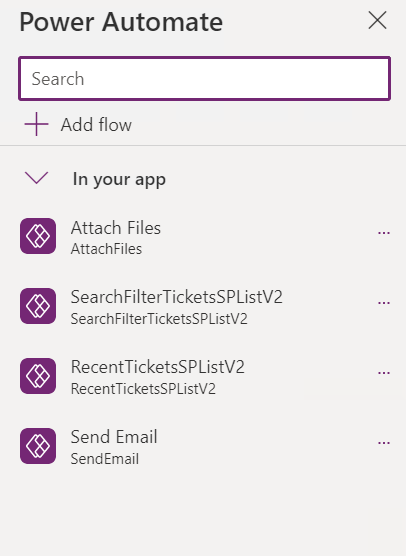 Power Automate
Search
Add flow
In your app
Attach Files
AttachFiles
SearchFilterTicketsSPListV2
SearchFilterTicketsSPListV2
RecentTicketsSPListV2
RecentTicketsSPListV2
Send Email
SendEmail